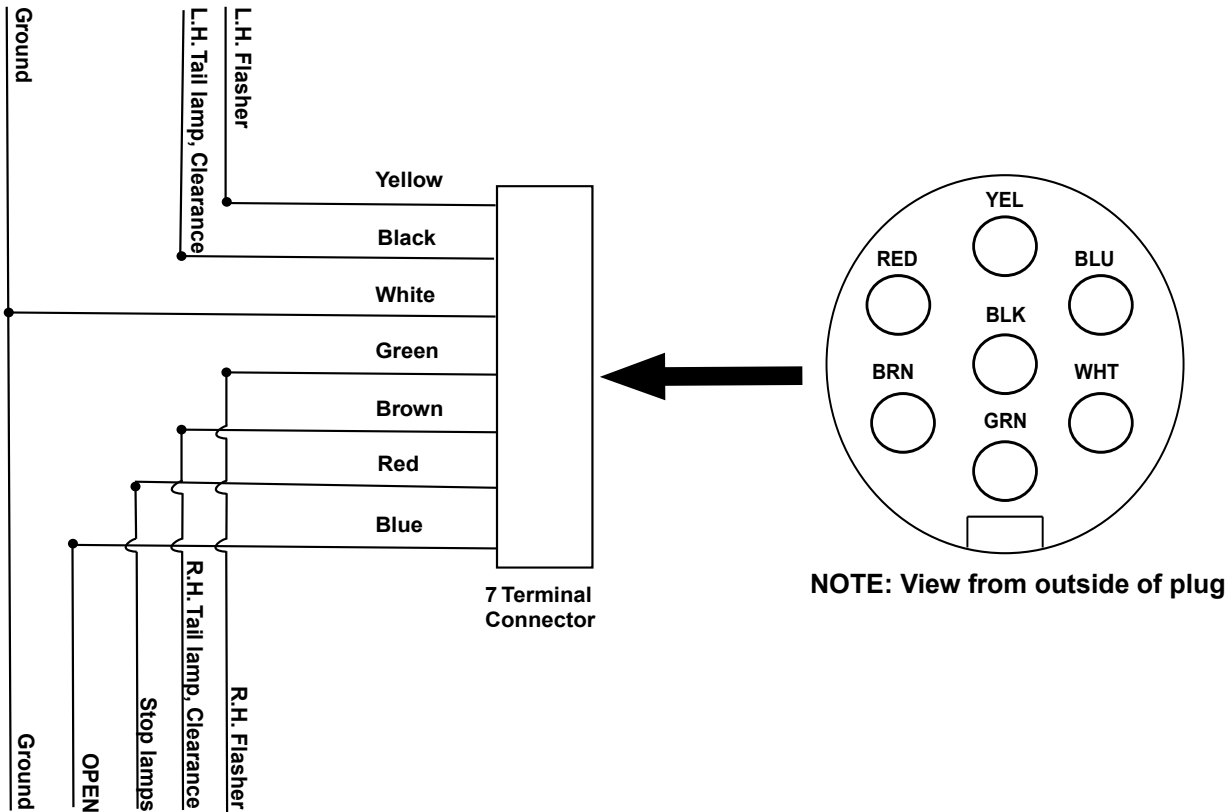 Ground
L.H. Tail lamp, Clearance
L.H. Flasher
Yellow
Black
White
Green
Brown
Red
Blue
7 Terminal
Connector
Ground
OPEN
Stop lamps
R.H. Tail lamp, Clearance
R.H. Flasher
YEL
RED
BLU
BLK
BRN
WHT
GRN
NOTE: View from outside of plug